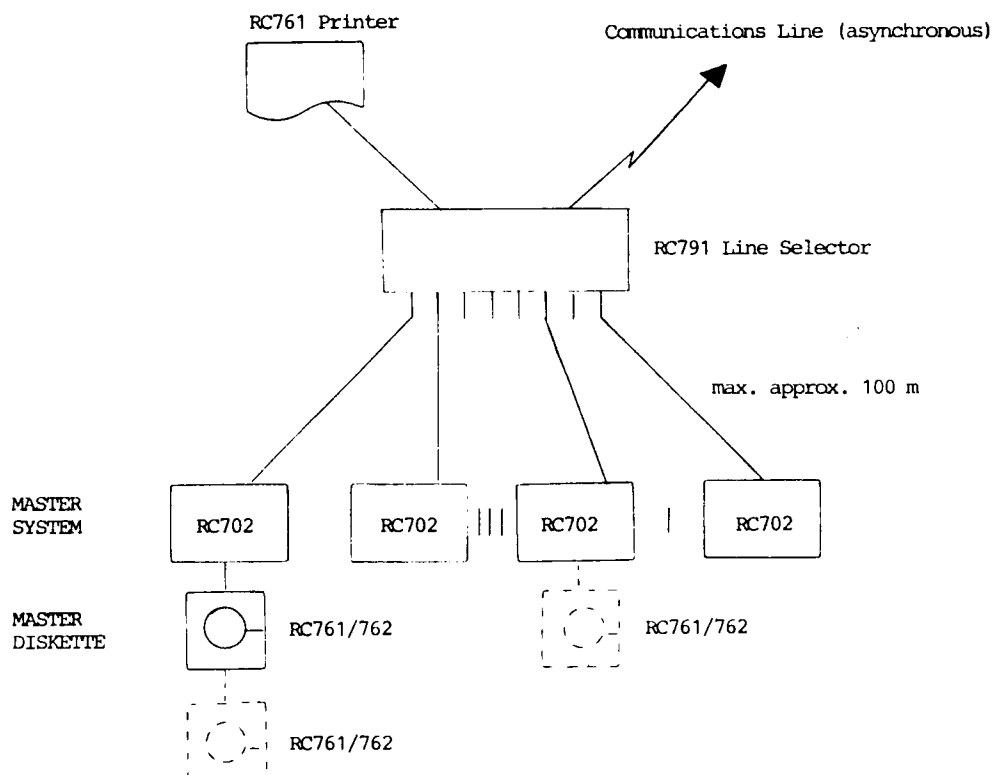 RC761 Printer
Communications Line (asynchronous)
RC791 Line Selector
max. approx. 100 m
MASTER
SYSTEM
RC702
RC702
RC702
RC702
MASTER
DISKETTE
RC761/762
RC761/762
RC761/762